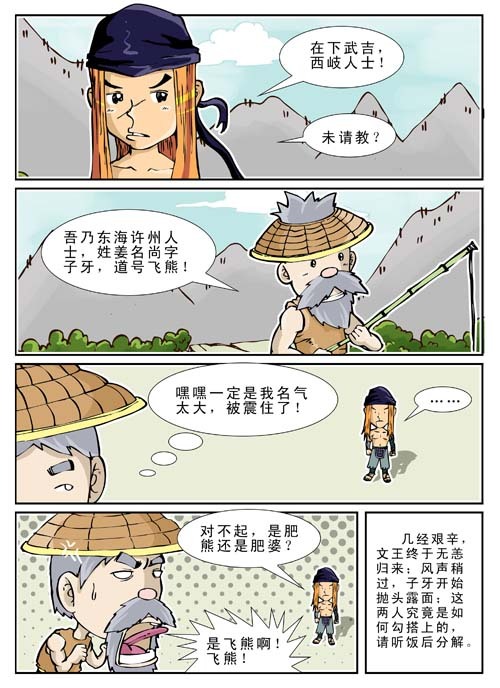 在下武吉，
西岐人士！
未请教？
吾乃东海许州人
士，姓姜名尚字
子牙，道号飞熊！
嘿嘿一定是我名气
太大，被震住了！
……
对不起，是肥
熊还是肥婆？
是飞熊啊！
飞熊！
几经艰辛，
文王终于无恙
归来；风声稍
过，子牙开始
抛头露面；这
两人究竟是如
何勾搭上的，
请听饭后分解。